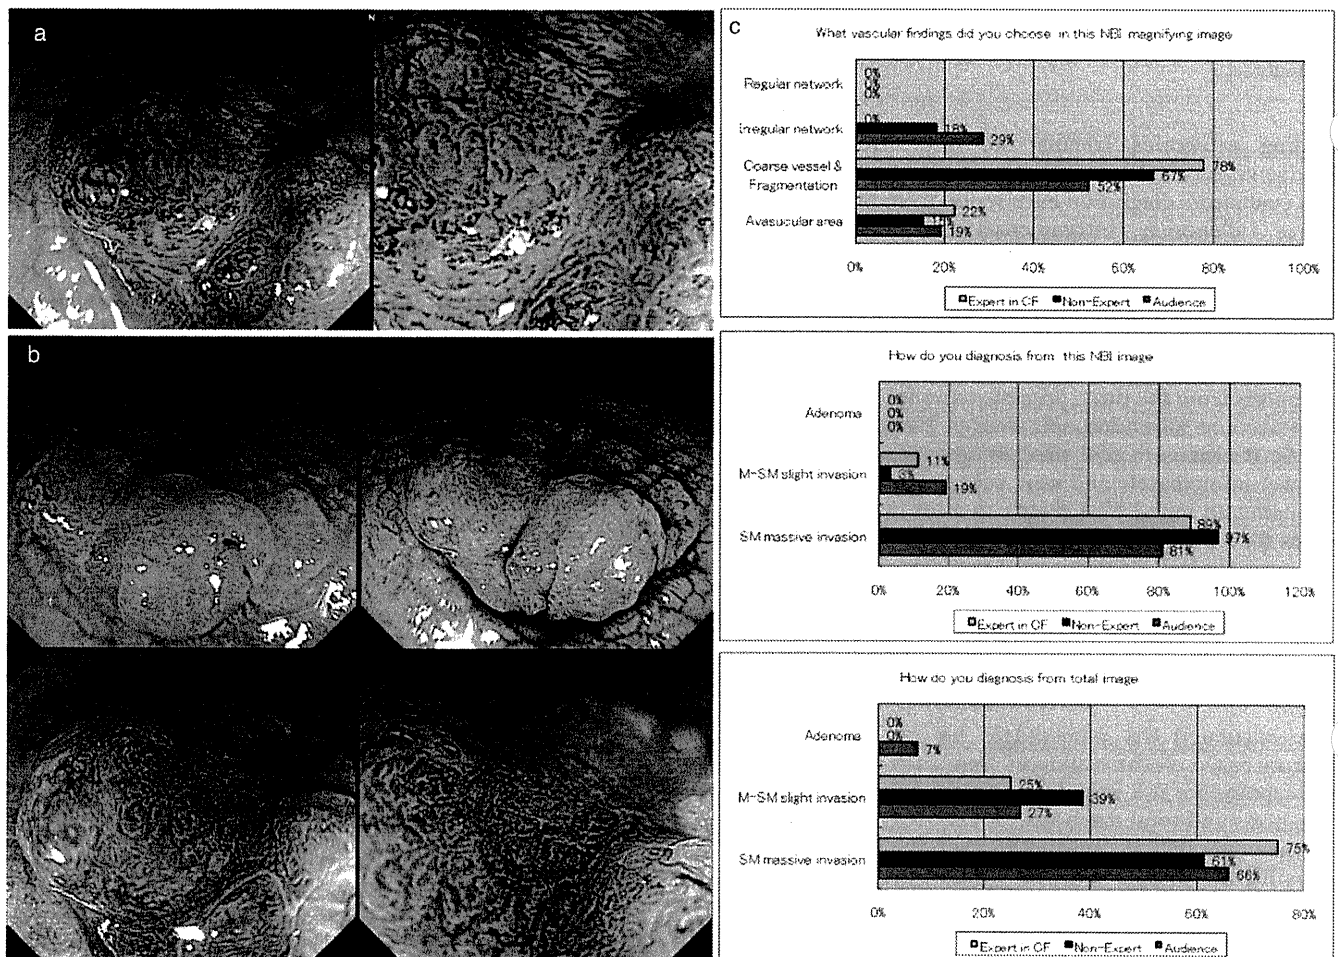 a
N
b
c
What vascular findings did you choose in this NBI magnifying image
Regular network
0%
0%
0%
Irregular network
0%
18%
29%
Coarse vessel &
Fragmentation
78%
67%
52%
Avasucular area
22%
19%
0% 20% 40% 60% 80% 100%
Expert in CF Non-Expert Audience
How do you diagnosis from this NBI image
Adenoma
0%
0%
0%
M-SM slight invasion
11%
3%
19%
SM massive invasion
89%
97%
81%
0% 20% 40% 60% 80% 100% 120%
Expert in CF Non-Expert Audience
How do you diagnosis from total image
Adenoma
0%
0%
7%
M-SM slight invasion
25%
39%
27%
SM massive invasion
75%
61%
66%
0% 20% 40% 60% 80%
Expert in CF Non-Expert Audience